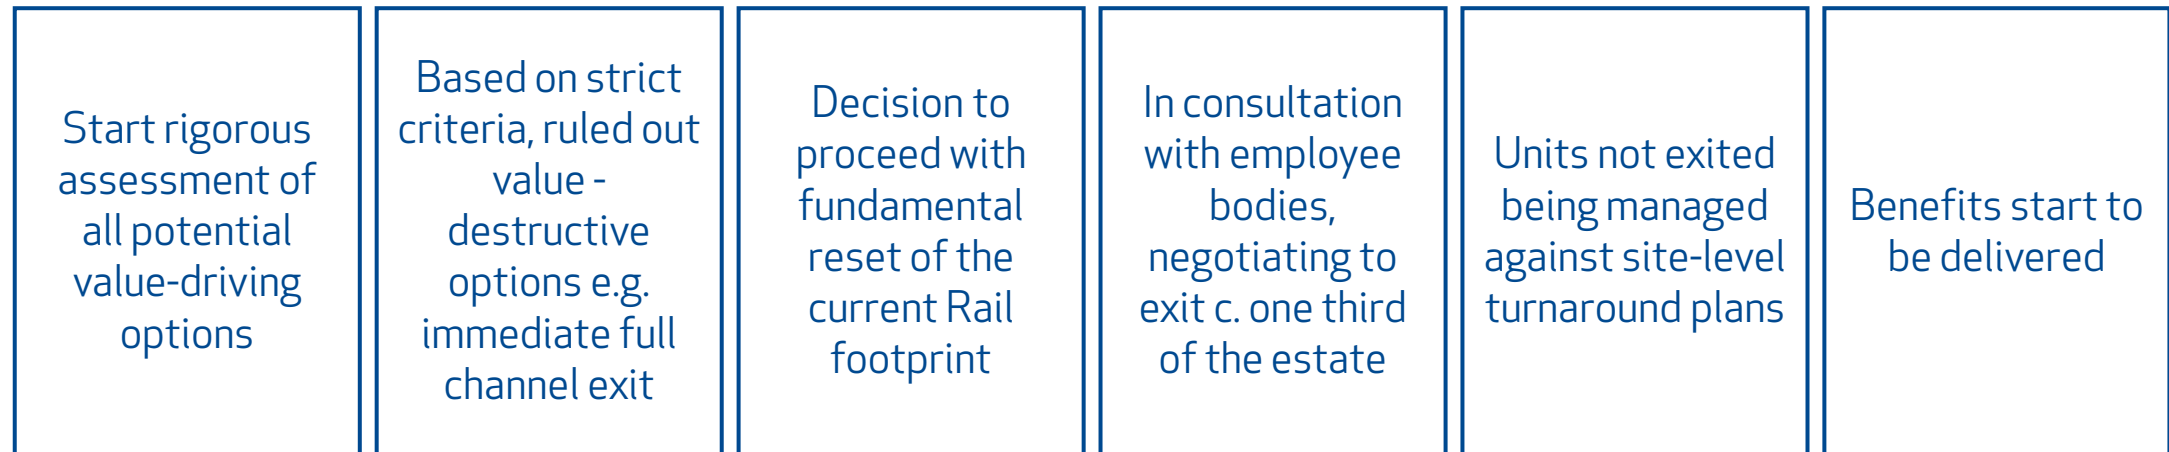 Start rigorous
assessment of
all potential
value-driving
options
Based on strict
criteria, ruled out
value -
destructive
options e.g.
immediate full
channel exit
Decision to
proceed with
fundamental
reset of the
current Rail
footprint
In consultation
with employee
bodies,
negotiating to
exit c. one third
of the estate
Units not exited
being managed
against site-level
turnaround plans
Benefits start to
be delivered